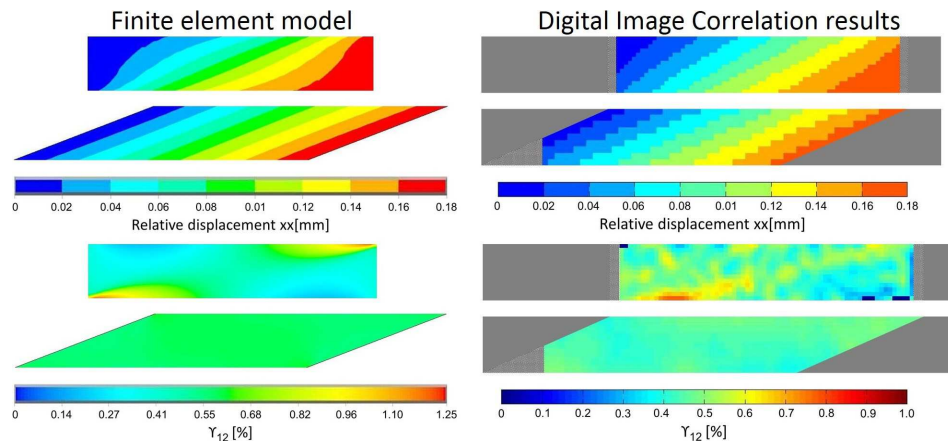 Finite element model
Digital Image Correlation results
0 0.02 0.04 0.06 0.08 0.01 0.12 0.14 0.16 0.18
Relative displacement xx[mm]
0 0.02 0.04 0.06 0.08 0.01 0.12 0.14 0.16 0.18
Relative displacement xx[mm]
0 0.14 0.27 0.41 0.55 0.68 0.82 0.96 1.10 1.25
ϒ12 [%]
0 0.1 0.2 0.3 0.4 0.5 0.6 0.7 0.8 0.9 1.0
ϒ12 [%]